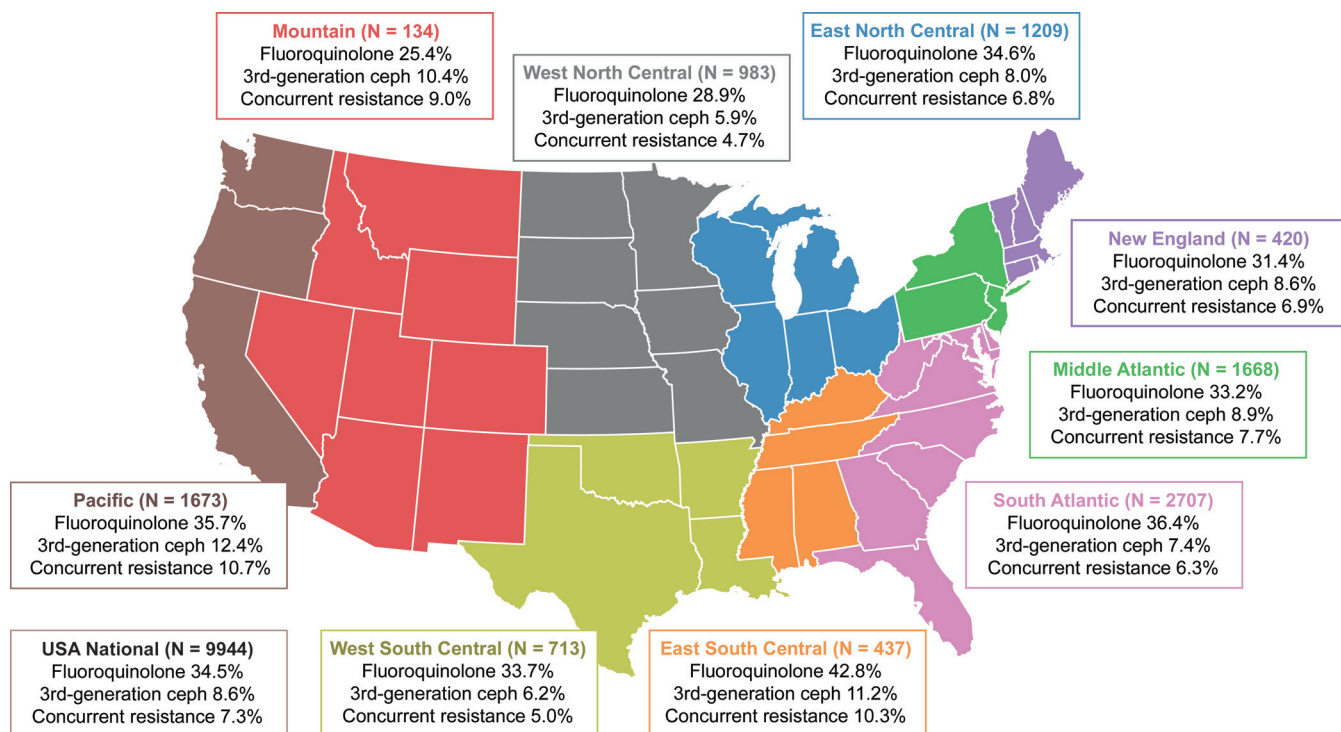 Mountain (N = 134)
Fluoroquinolone 25.4%
3rd-generation ceph 10.4%
Concurrent resistance 9.0%
West North Central (N = 983)
Fluoroquinolone 28.9%
3rd-generation ceph 5.9%
Concurrent resistance 4.7%
East North Central (N = 1209)
Fluoroquinolone 34.6%
3rd-generation ceph 8.0%
Concurrent resistance 6.8%
New England (N = 420)
Fluoroquinolone 31.4%
3rd-generation ceph 8.6%
Concurrent resistance 6.9%
Middle Atlantic (N = 1668)
Fluoroquinolone 33.2%
3rd-generation ceph 8.9%
Concurrent resistance 7.7%
Pacific (N = 1673)
Fluoroquinolone 35.7%
3rd-generation ceph 12.4%
Concurrent resistance 10.7%
South Atlantic (N = 2707)
Fluoroquinolone 36.4%
3rd-generation ceph 7.4%
Concurrent resistance 6.3%
USA National (N = 9944)
Fluoroquinolone 34.5%
3rd-generation ceph 8.6%
Concurrent resistance 7.3%
West South Central (N = 713)
Fluoroquinolone 33.7%
3rd-generation ceph 6.2%
Concurrent resistance 5.0%
East South Central (N = 437)
Fluoroquinolone 42.8%
3rd-generation ceph 11.2%
Concurrent resistance 10.3%